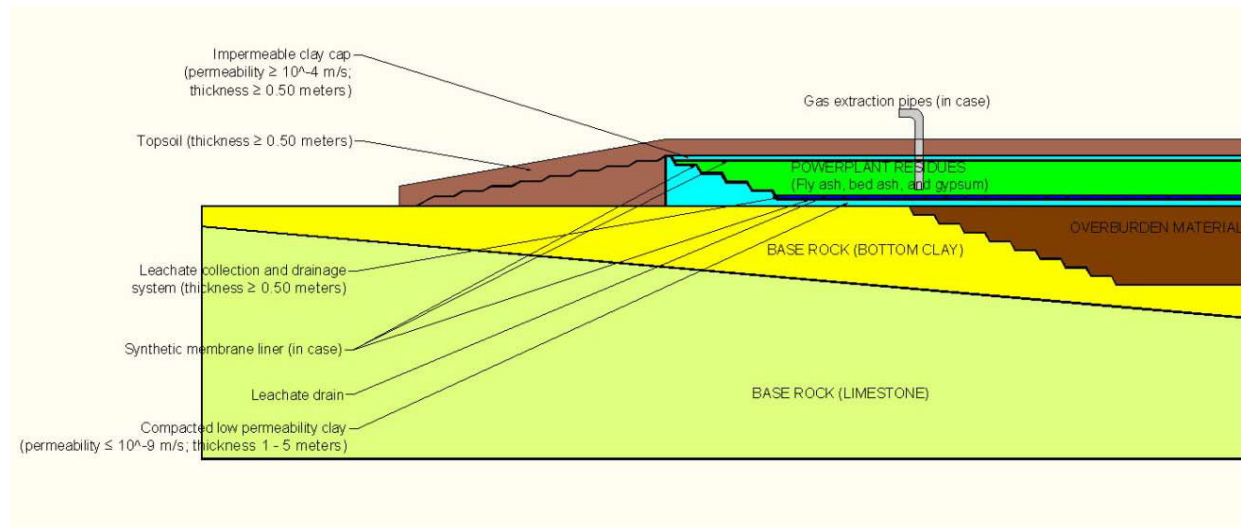 Impermeable clay cap
(permeability ≥ 10^-4 m/s;
thickness ≥ 0.50 meters)
Gas extraction pipes (in case)
Topsoil (thickness ≥ 0.50 meters)
POWERPLANT RESIDUES
(Fly ash, bed ash, and gypsum)
OVERBURDEN MATERIAL
BASE ROCK (BOTTOM CLAY)
Leachate collection and drainage
system (thickness ≥ 0.50 meters)
Synthetic membrane liner (in case)
Leachate drain
BASE ROCK (LIMESTONE)
Compacted low permeability clay
(permeability ≤ 10^-9 m/s; thickness 1 - 5 meters)